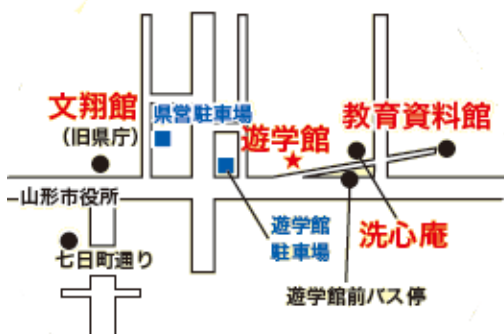 文翔館
（旧県庁）
県営駐車場
遊学館
教育資料館
山形市役所
七日町通り
遊学館
駐車場
洗心庵
遊学館前バス停